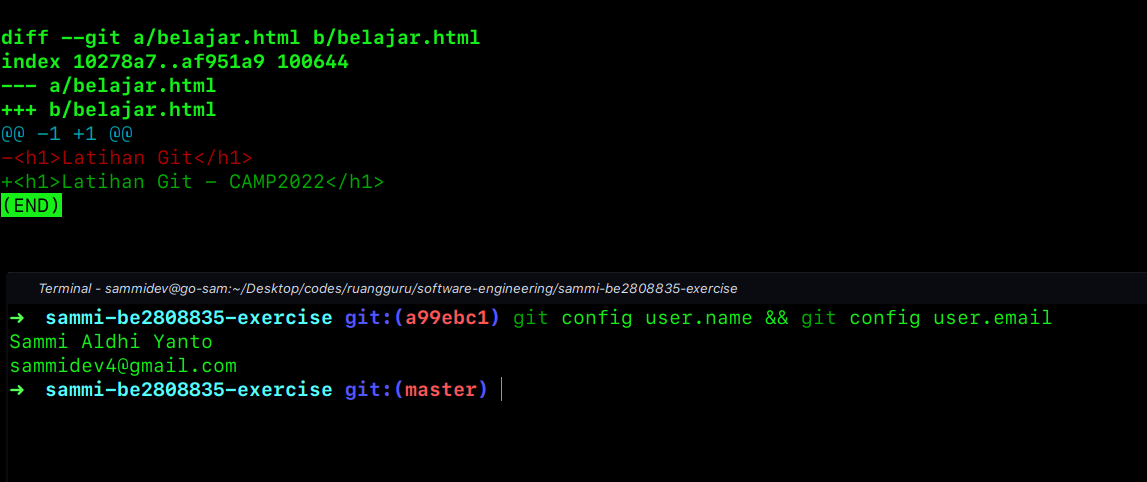 diff --git a/belajar.html b/belajar.html
index 10278a7..af951a9 100644
--- a/belajar.html
+++ b/belajar.html
@@ -1 +1 @@
-<h1>Latihan Git</h1>
+<h1>Latihan Git - CAMP2022</h1>
(END)
Terminal - sammidev@go-sam:~/Desktop/codes/ruangguru/software-engineering/sammi-be2808835-exercise
➜  sammi-be2808835-exercise git:(a99ebc1) git config user.name && git config user.email
Sammi Aldhi Yanto
sammidev4@gmail.com
➜  sammi-be2808835-exercise git:(master)